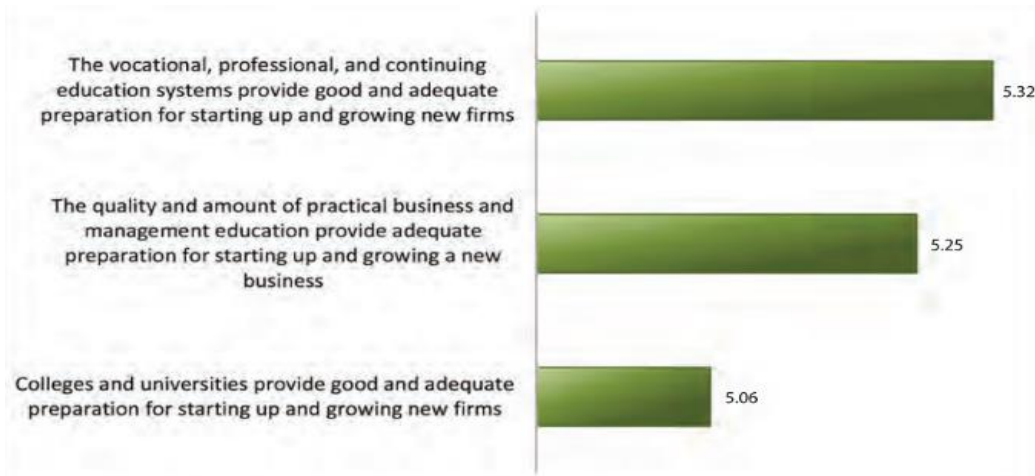 The vocational, professional, and continuing
education systems provide good and adequate
preparation for starting up and growing new firms
5.32
The quality and amount of practical business and
management education provide adequate
preparation for starting up and growing a new
business
5.25
Colleges and universities provide good and adequate
preparation for starting up and growing new firms
5.06